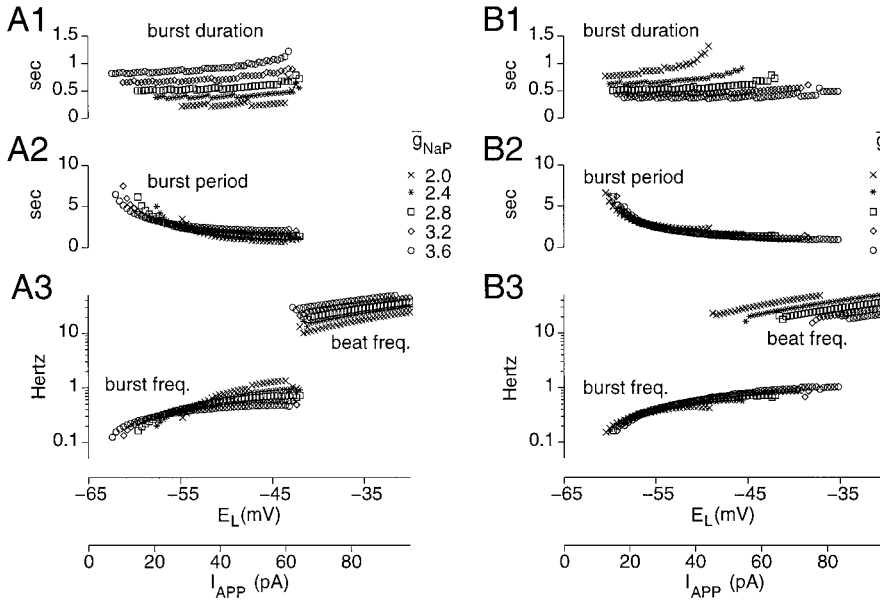 A1
burst duration
1.5
1.0
0.5
0
sec
A2
burst period
10
5
0
sec
g̅NaP
2.0
2.4
2.8
3.2
3.6
A3
burst freq.
beat freq.
10
1
0.1
Hertz
−65 −55 −45 −35
EL(mV)
0 20 40 60 80
IAPP (pA)
B1
burst duration
1.5
1.0
0.5
0
sec
B2
burst period
10
5
0
sec
g̅
B3
burst freq.
beat freq.
10
1
0.1
Hertz
−65 −55 −45 −35
EL(mV)
0 20 40 60 80
IAPP (pA)